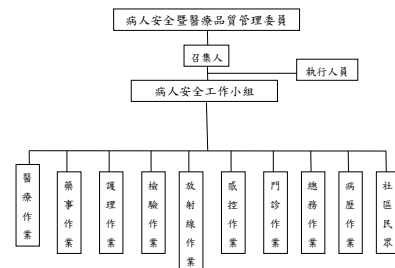 病人安全暨醫療品質管理委員
召集人
執行人員
病人安全工作小組
醫療作業
藥事作業
護理作業
檢驗作業
放射線作業
感控作業
門診作業
總務作業
病歷作業
社區民眾